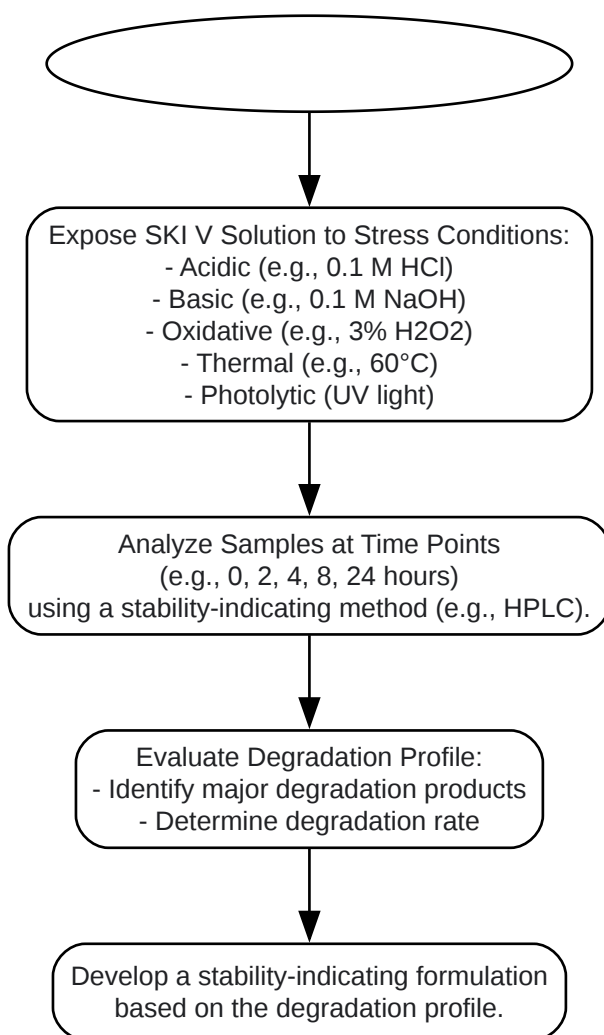 Expose SKI V Solution to Stress Conditions:
- Acidic (e.g., 0.1 M HCl)
- Basic (e.g., 0.1 M NaOH)
- Oxidative (e.g., 3% H2O2)
- Thermal (e.g., 60°C)
- Photolytic (UV light)
Analyze Samples at Time Points
(e.g., 0, 2, 4, 8, 24 hours)
using a stability-indicating method (e.g., HPLC).
Evaluate Degradation Profile:
- Identify major degradation products
- Determine degradation rate
Develop a stability-indicating formulation
based on the degradation profile.